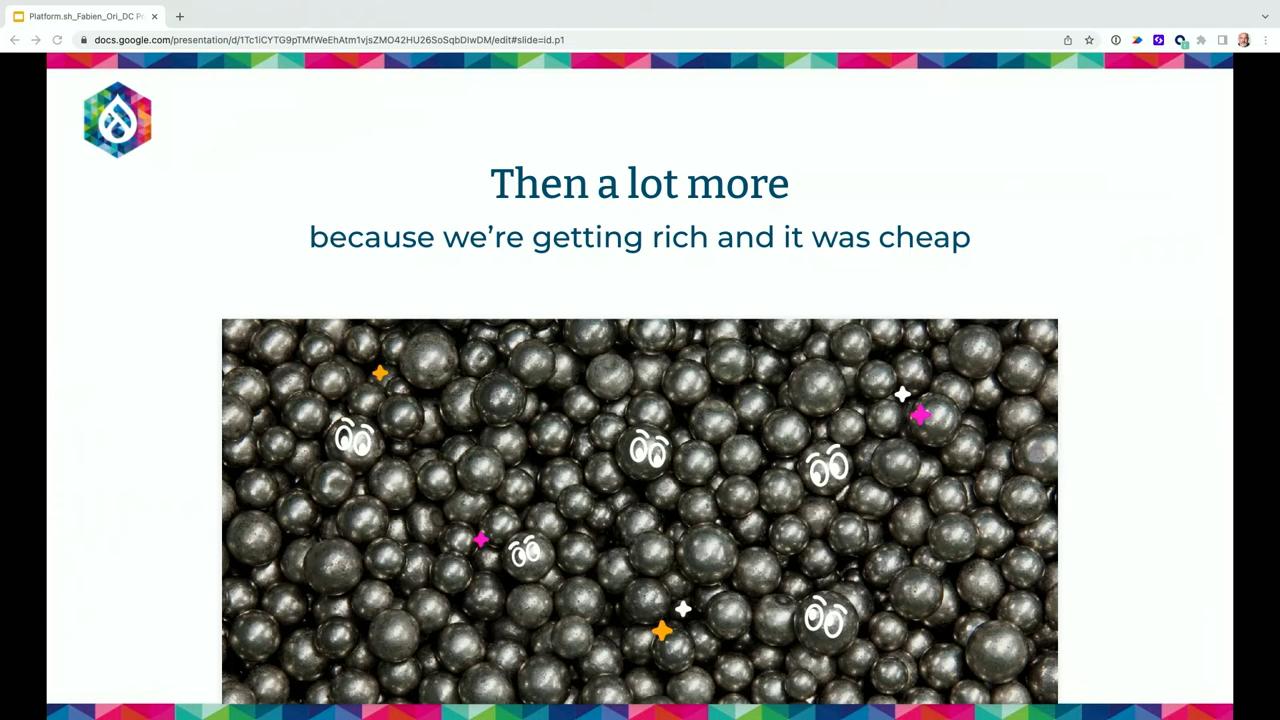 Platform.sh_Fabien_Ori_DC P
docs.google.com/presentation/d/1Tc1iCYTG9pTMfWeEhAtm1vjsZMO42HU26SoSqbDIwDM/edit#slide=id.p1
Then a lot more
because we’re getting rich and it was cheap